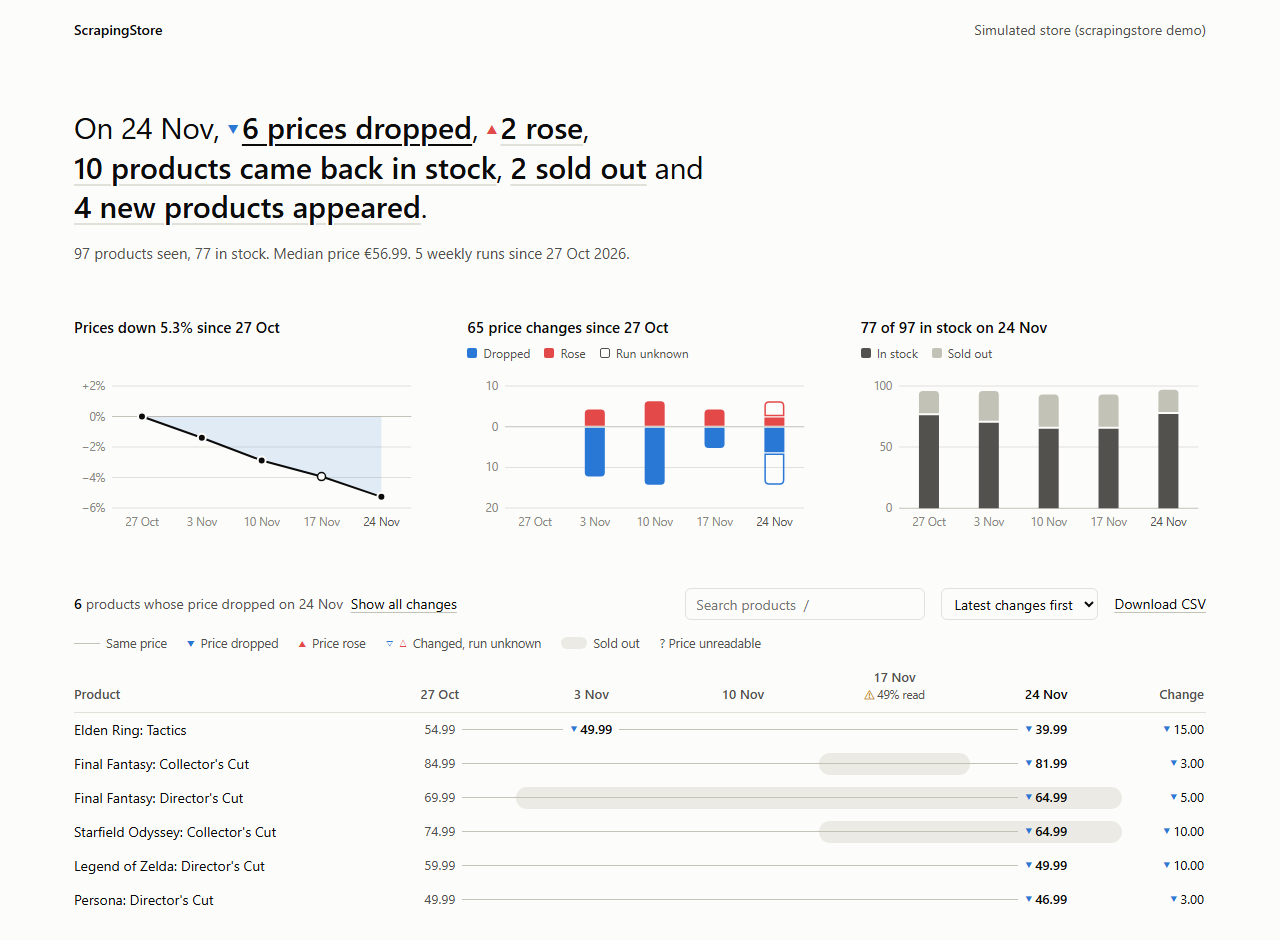 ScrapingStore
Simulated store (scrapingstore demo)
On 24 Nov, ▼6 prices dropped, ▲2 rose,
10 products came back in stock, 2 sold out and
4 new products appeared.
97 products seen, 77 in stock. Median price €56.99. 5 weekly runs since 27 Oct 2026.
Prices down 5.3% since 27 Oct
+2%
0%
−2%
−4%
−6%
27 Oct 3 Nov 10 Nov 17 Nov 24 Nov
65 price changes since 27 Oct
Dropped Rose Run unknown
10
0
10
20
27 Oct 3 Nov 10 Nov 17 Nov 24 Nov
77 of 97 in stock on 24 Nov
In stock Sold out
100
50
0
27 Oct 3 Nov 10 Nov 17 Nov 24 Nov
6 products whose price dropped on 24 Nov Show all changes
Search products /
Latest changes first
Download CSV
Same price ▼ Price dropped ▲ Price rose ▽ △ Changed, run unknown Sold out ? Price unreadable
Product 27 Oct 3 Nov 10 Nov 17 Nov ⚠ 49% read 24 Nov Change
Elden Ring: Tactics 54.99 ▼ 49.99 ▼ 39.99 ▼ 15.00
Final Fantasy: Collector's Cut 84.99 ▼ 81.99 ▼ 3.00
Final Fantasy: Director's Cut 69.99 ▼ 64.99 ▼ 5.00
Starfield Odyssey: Collector's Cut 74.99 ▼ 64.99 ▼ 10.00
Legend of Zelda: Director's Cut 59.99 ▼ 49.99 ▼ 10.00
Persona: Director's Cut 49.99 ▼ 46.99 ▼ 3.00